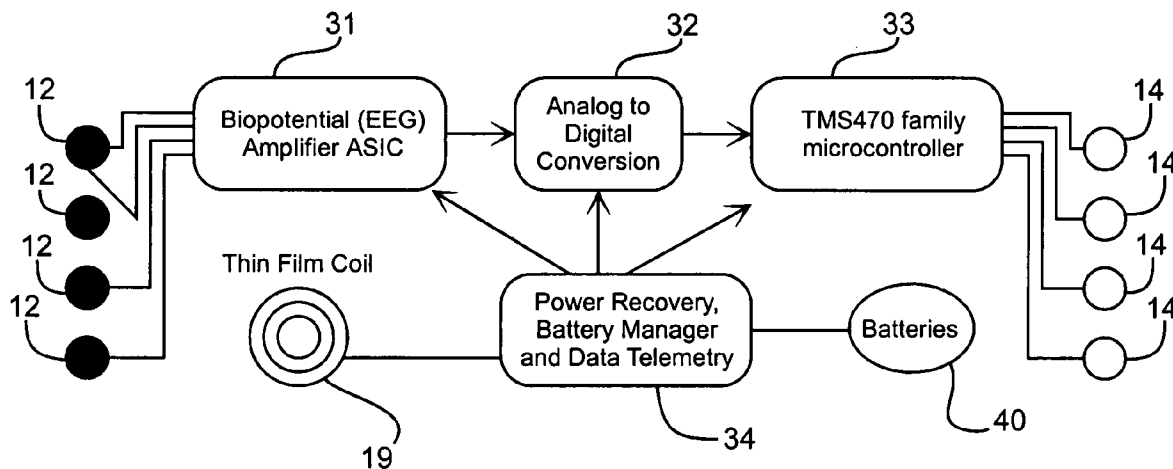 31
32
33
12
Biopotential (EEG)
Amplifier ASIC
Analog to
Digital
Conversion
TMS470 family
microcontroller
14
12
14
12
Thin Film Coil
14
12
Power Recovery,
Battery Manager
and Data Telemetry
Batteries
14
19
34
40